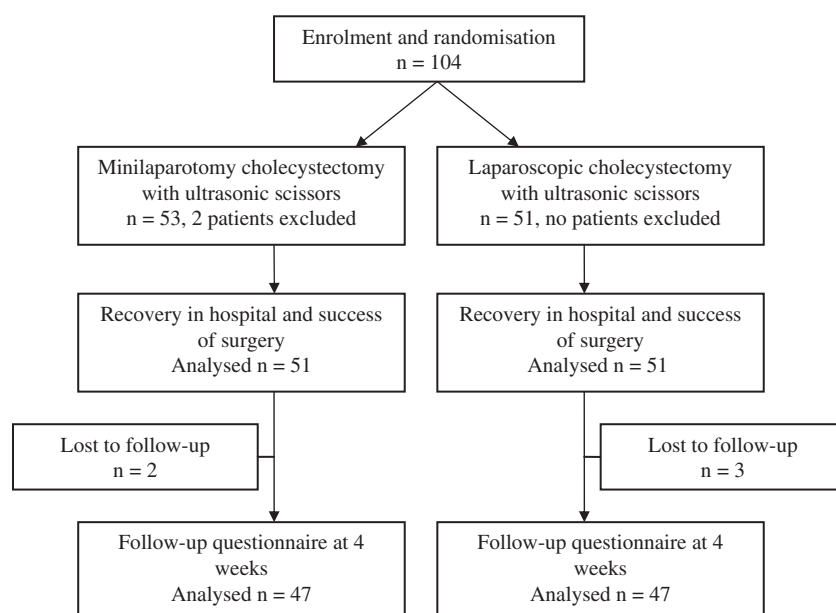 Enrolment and randomisation
n = 104
Minilaparotomy cholecystectomy
with ultrasonic scissors
n = 53, 2 patients excluded
Laparoscopic cholecystectomy
with ultrasonic scissors
n = 51, no patients excluded
Recovery in hospital and success
of surgery
Analysed n = 51
Recovery in hospital and success
of surgery
Analysed n = 51
Lost to follow-up
n = 2
Lost to follow-up
n = 3
Follow-up questionnaire at 4
weeks
Analysed n = 47
Follow-up questionnaire at 4
weeks
Analysed n = 47